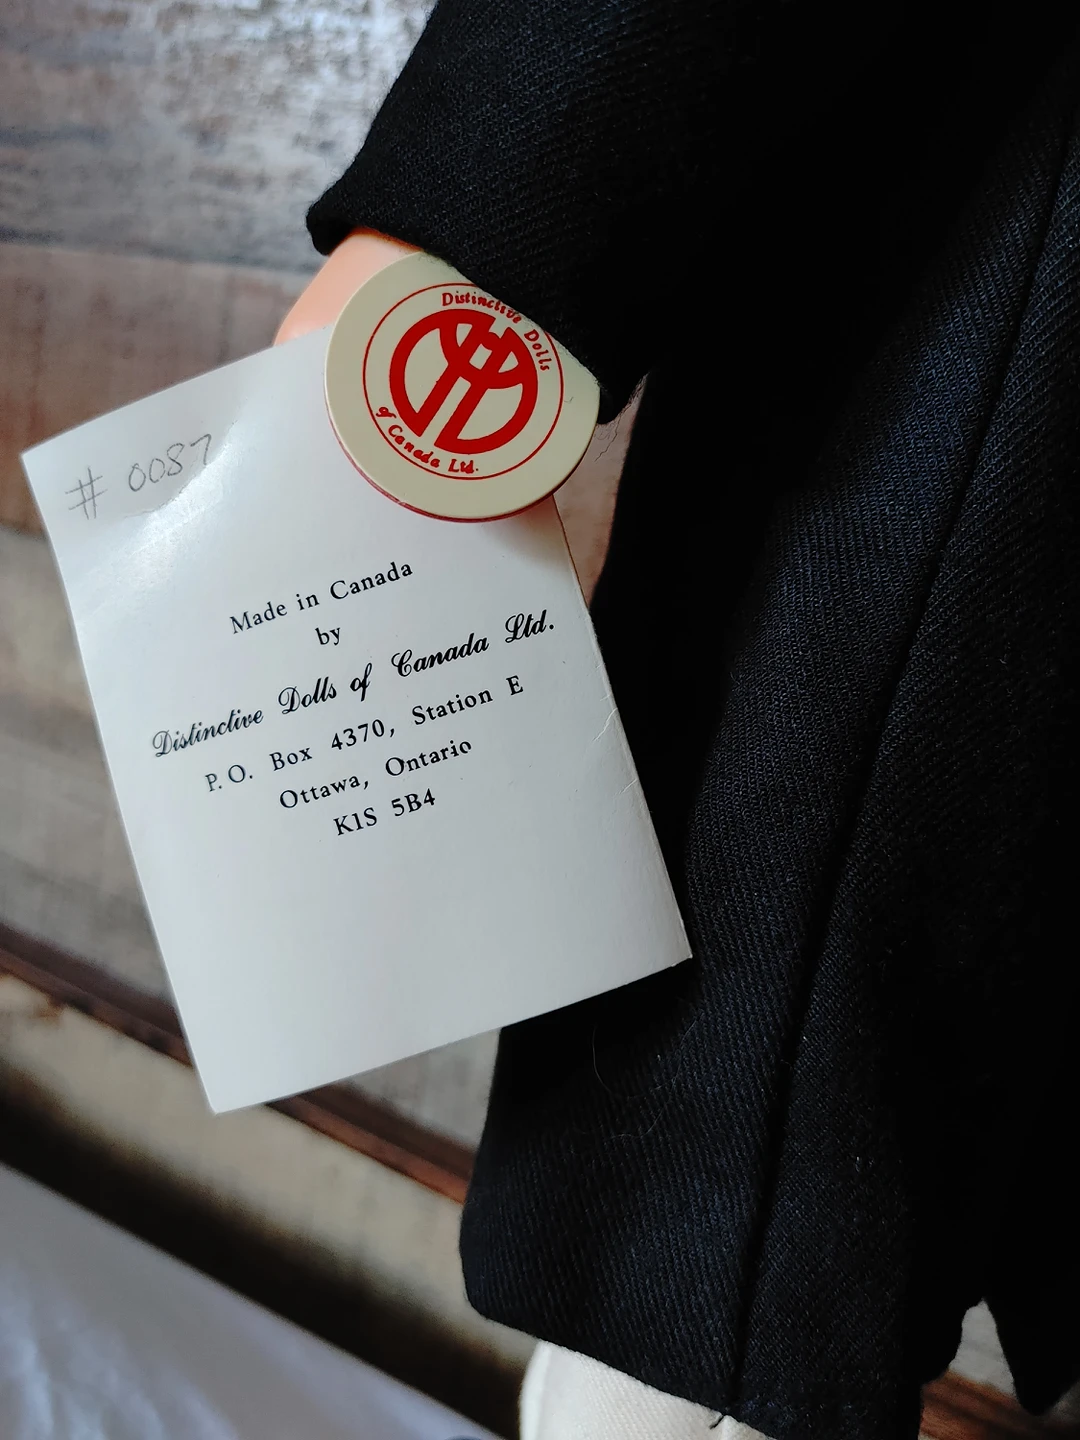 Distinctive Dolls
of Canada Ltd.
# 0087
Made in Canada
by
Distinctive Dolls of Canada Ltd.
P.O. Box 4370, Station E
Ottawa, Ontario
K1S 5B4